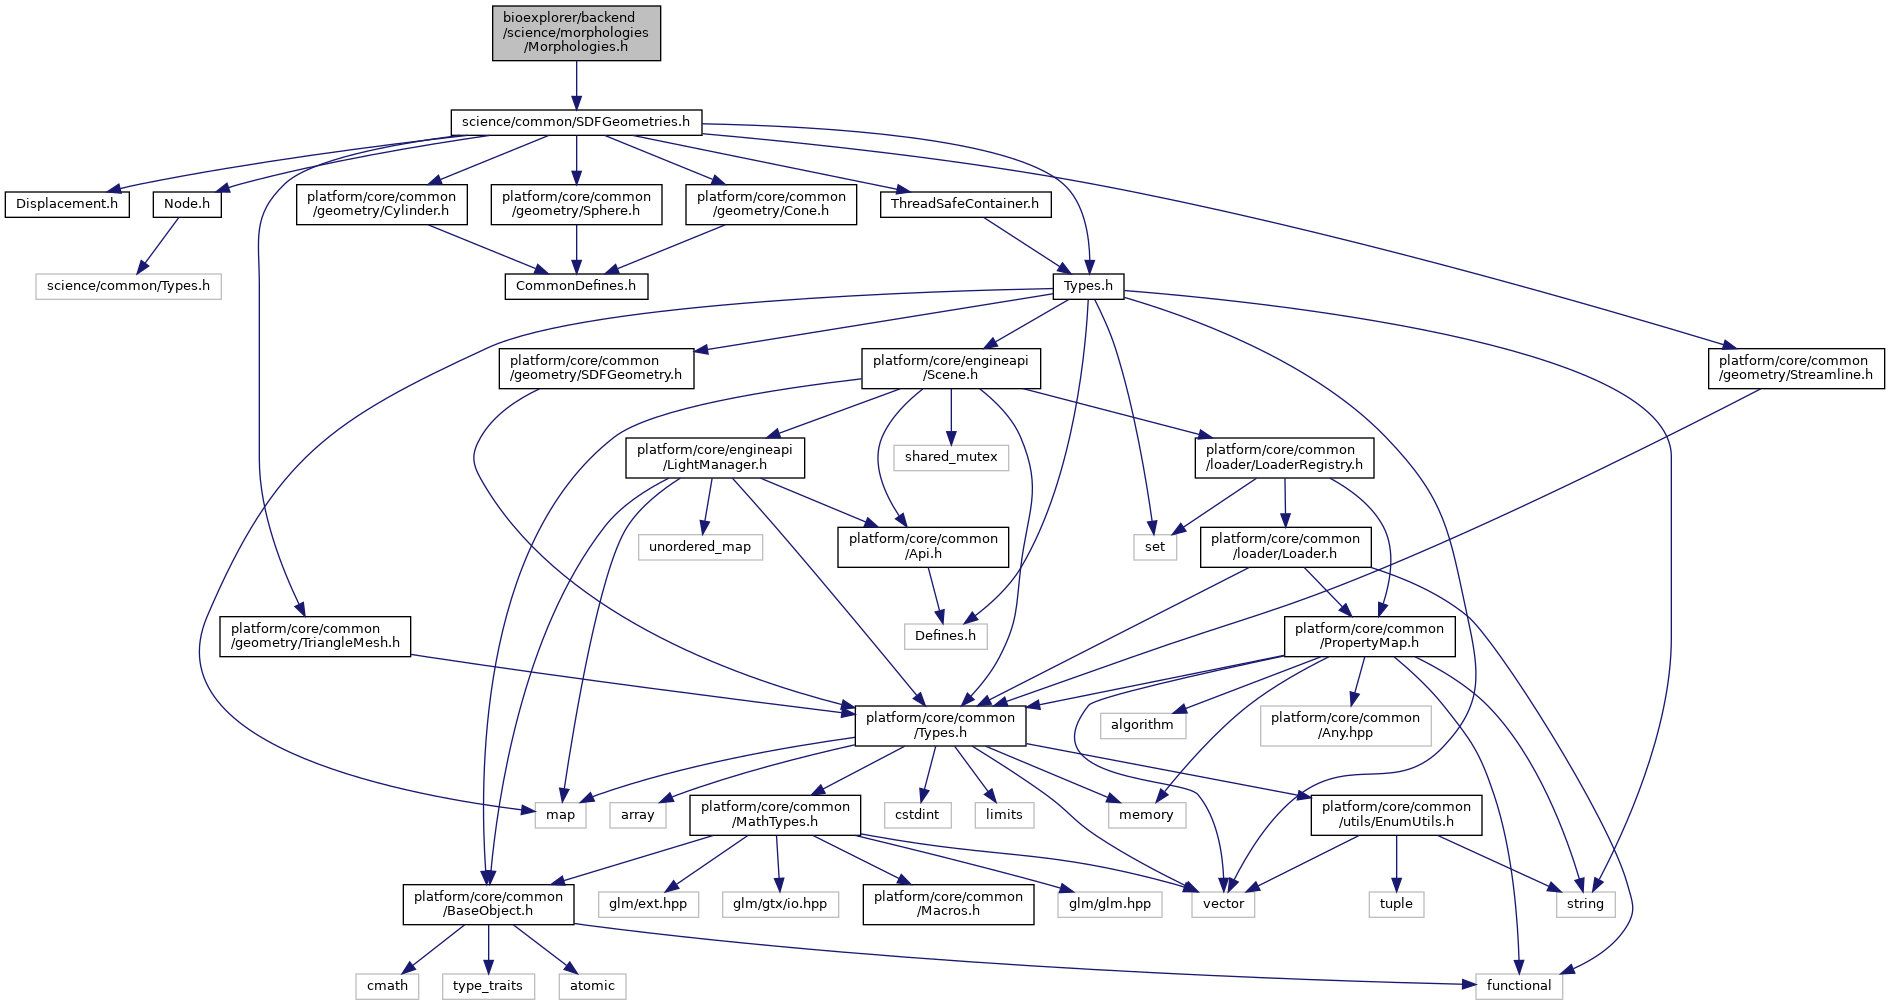 bioexplorer/backend
/science/morphologies
/Morphologies.h
science/common/SDFGeometries.h
Displacement.h
Node.h
platform/core/common
/geometry/Cylinder.h
platform/core/common
/geometry/Sphere.h
platform/core/common
/geometry/Cone.h
ThreadSafeContainer.h
science/common/Types.h
CommonDefines.h
Types.h
platform/core/common
/geometry/SDFGeometry.h
platform/core/engineapi
/Scene.h
platform/core/common
/geometry/Streamline.h
platform/core/engineapi
/LightManager.h
shared_mutex
platform/core/common
/loader/LoaderRegistry.h
unordered_map
platform/core/common
/Api.h
set
platform/core/common
/loader/Loader.h
platform/core/common
/geometry/TriangleMesh.h
Defines.h
platform/core/common
/PropertyMap.h
platform/core/common
/Types.h
algorithm
platform/core/common
/Any.hpp
map
array
platform/core/common
/MathTypes.h
cstdint
limits
memory
platform/core/common
/utils/EnumUtils.h
platform/core/common
/BaseObject.h
glm/ext.hpp
glm/gtx/io.hpp
platform/core/common
/Macros.h
glm/glm.hpp
vector
tuple
string
cmath
type_traits
atomic
functional